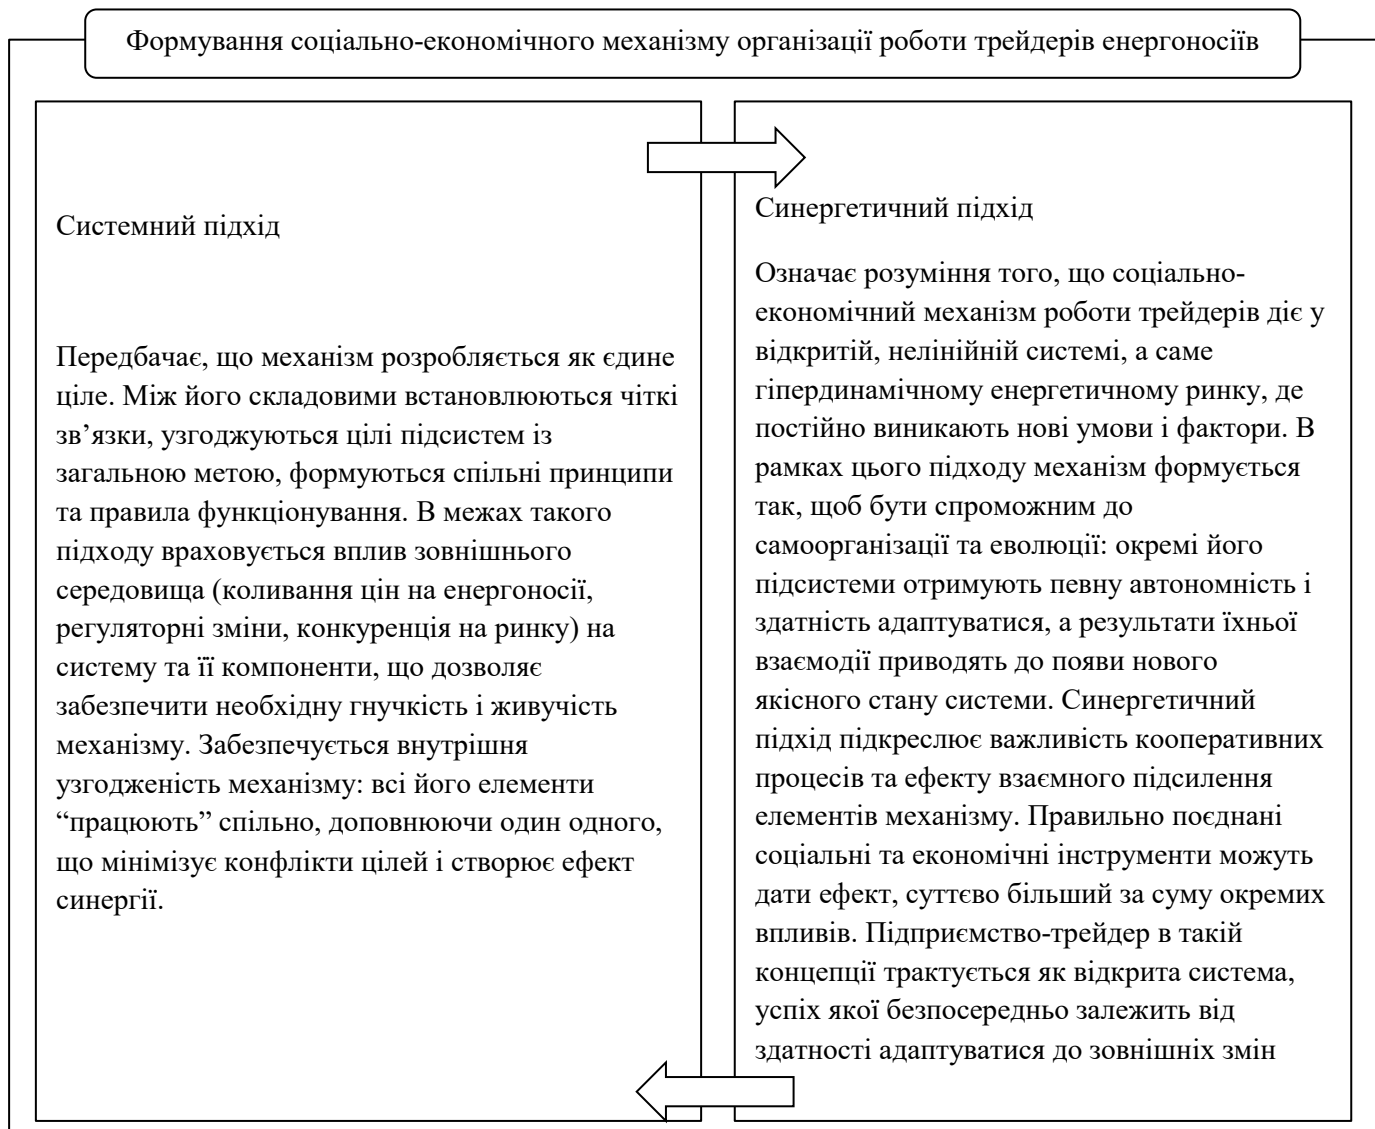 Формування соціально-економічного механізму організації роботи трейдерів енергоносіїв
Системний підхід
Передбачає, що механізм розробляється як єдине
ціле. Між його складовими встановлюються чіткі
зв’язки, узгоджуються цілі підсистем із
загальною метою, формуються спільні принципи
та правила функціонування. В межах такого
підходу враховується вплив зовнішнього
середовища (коливання цін на енергоносії,
регуляторні зміни, конкуренція на ринку) на
систему та її компоненти, що дозволяє
забезпечити необхідну гнучкість і живучість
механізму. Забезпечується внутрішня
узгодженість механізму: всі його елементи
“працюють” спільно, доповнюючи один одного,
що мінімізує конфлікти цілей і створює ефект
синергії.
Синергетичний підхід
Означає розуміння того, що соціально-
економічний механізм роботи трейдерів діє у
відкритій, нелінійній системі, а саме
гіпердинамічному енергетичному ринку, де
постійно виникають нові умови і фактори. В
рамках цього підходу механізм формується
так, щоб бути спроможним до
самоорганізації та еволюції: окремі його
підсистеми отримують певну автономність і
здатність адаптуватися, а результати їхньої
взаємодії приводять до появи нового
якісного стану системи. Синергетичний
підхід підкреслює важливість кооперативних
процесів та ефекту взаємного підсилення
елементів механізму. Правильно поєднані
соціальні та економічні інструменти можуть
дати ефект, суттєво більший за суму окремих
впливів. Підприємство-трейдер в такій
концепції трактується як відкрита система,
успіх якої безпосередньо залежить від
здатності адаптуватися до зовнішніх змін